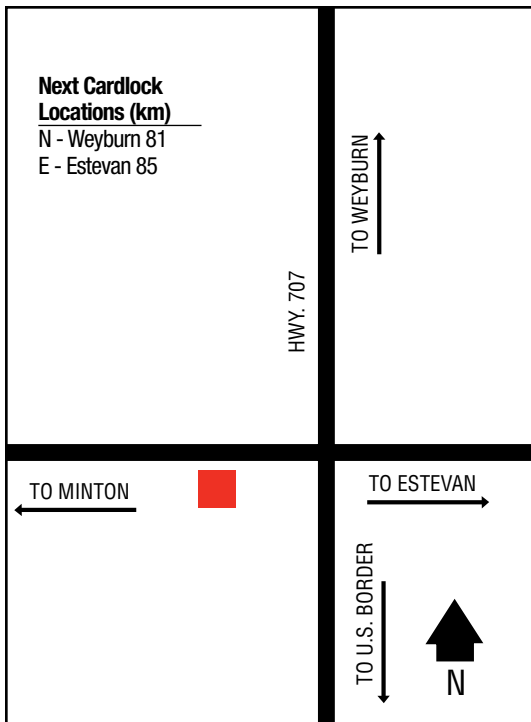 Next Cardlock
Locations (km)
N - Weyburn 81
E - Estevan 85
TO WEYBURN
HWY. 707
TO MINTON
TO ESTEVAN
TO U.S. BORDER
N